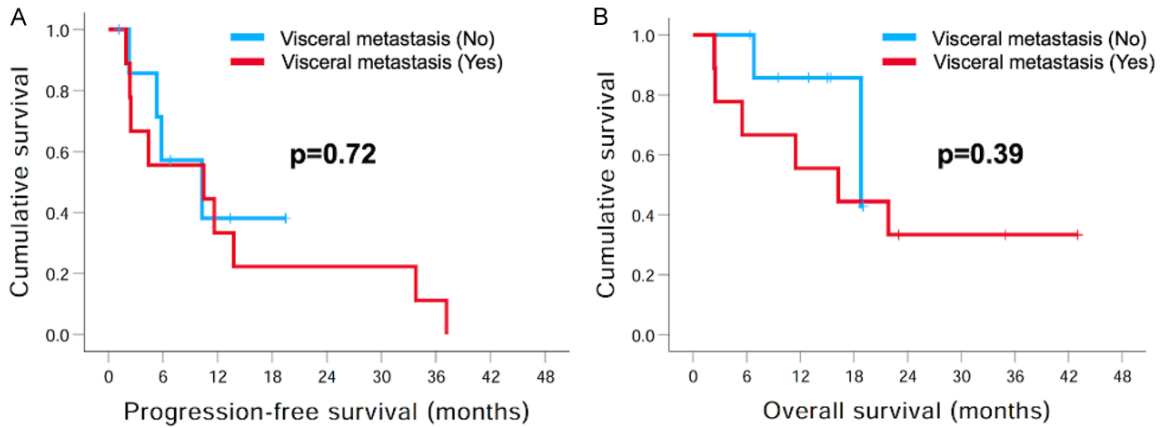 A
Visceral metastasis (No)
Visceral metastasis (Yes)
p=0.72
Cumulative survival
1.0
0.8
0.6
0.4
0.2
0.0
0 6 12 18 24 30 36 42 48
Progression-free survival (months)
B
Visceral metastasis (No)
Visceral metastasis (Yes)
p=0.39
Cumulative survival
1.0
0.8
0.6
0.4
0.2
0.0
0 6 12 18 24 30 36 42 48
Overall survival (months)